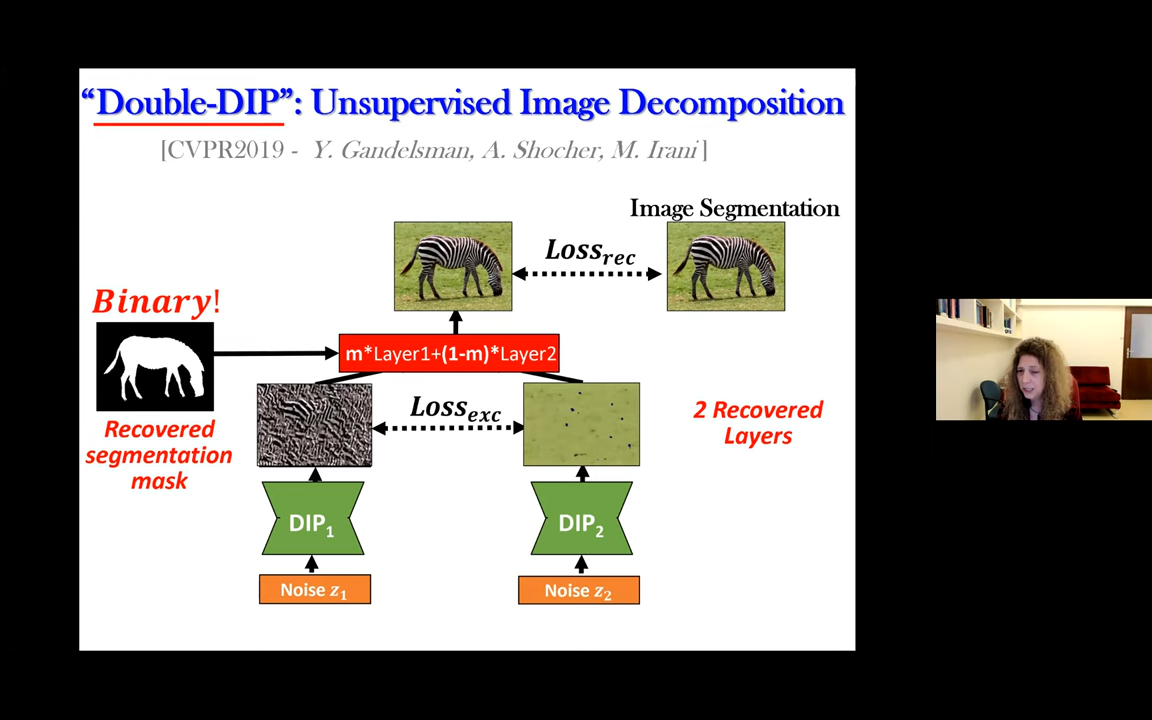 “Double-DIP”: Unsupervised Image Decomposition
[CVPR2019 - Y. Gandelsman, A. Shocher, M. Irani]
Image Segmentation
Loss_rec
Binary!
m*Layer1+(1-m)*Layer2
Loss_exc
2 Recovered
Layers
Recovered
segmentation
mask
DIP₁
DIP₂
Noise z₁
Noise z₂